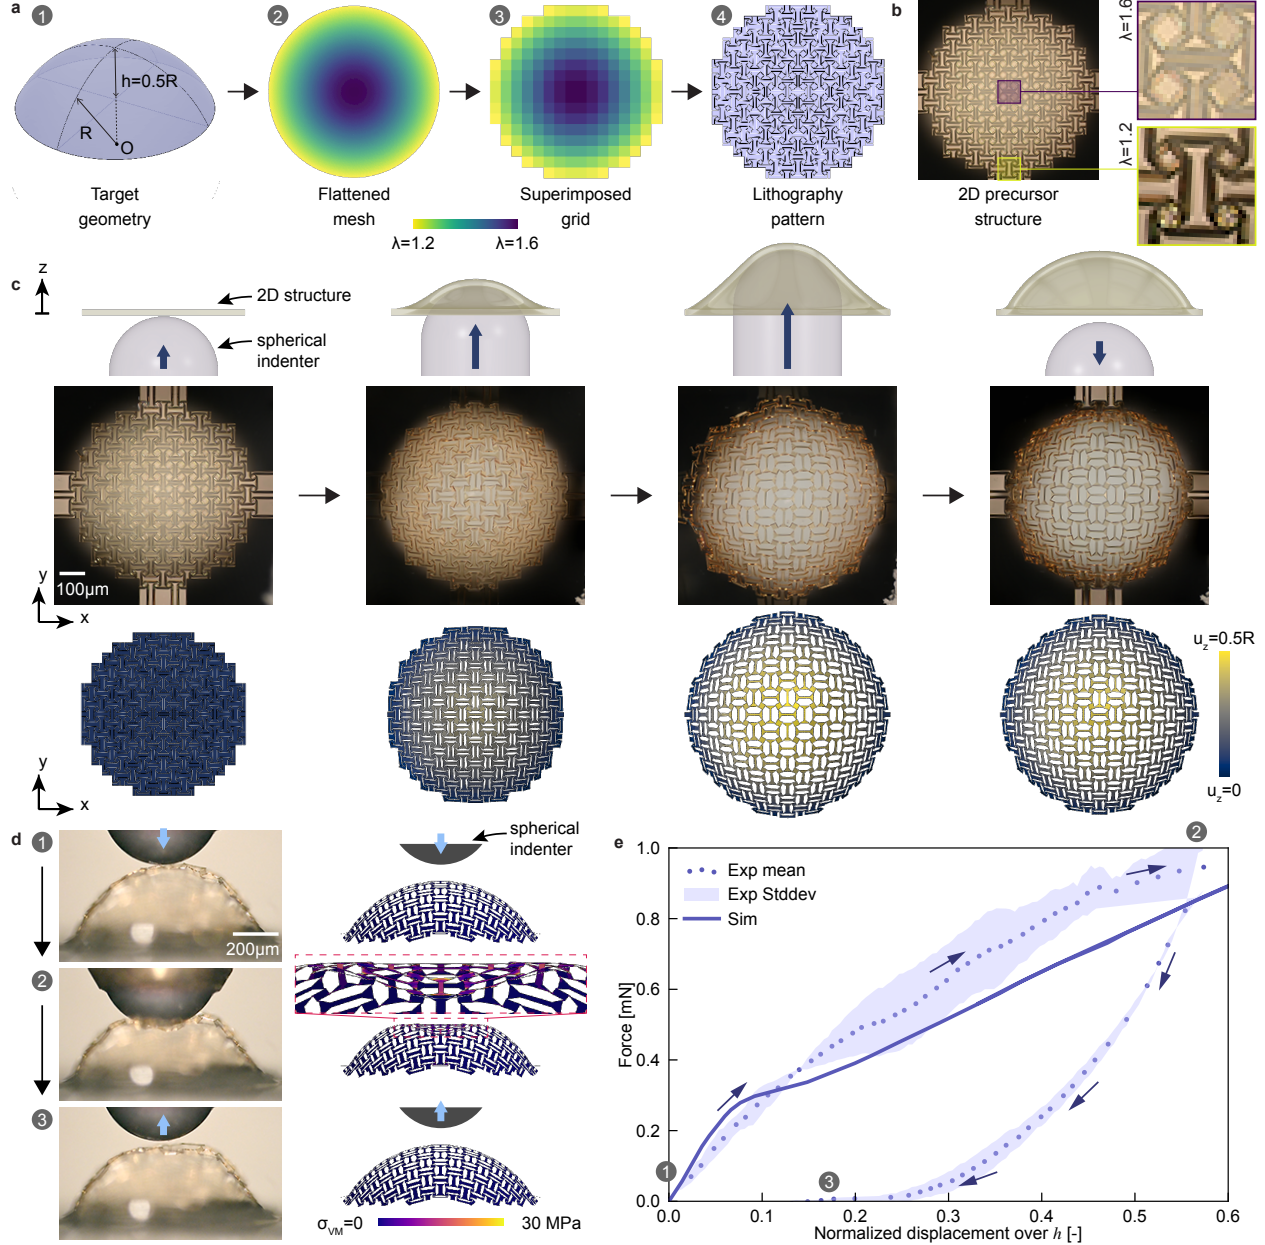 a
1
2
3
4
b
h=0.5R
R
O
Target
geometry
Flattened
mesh
Superimposed
grid
Lithography
pattern
2D precursor
structure
λ=1.2
λ=1.6
λ=1.6
λ=1.2
c
z
2D structure
spherical
indenter
100µm
y
x
y
x
u_z=0.5R
u_z=0
d
1
200µm
2
3
spherical
indenter
σ_VM=0
30 MPa
e
2
1.0
0.8
0.6
0.4
0.2
0.0
Force [mN]
Exp mean
Exp Stddev
Sim
1
3
0.0
0.1
0.2
0.3
0.4
0.5
0.6
Normalized displacement over h [-]